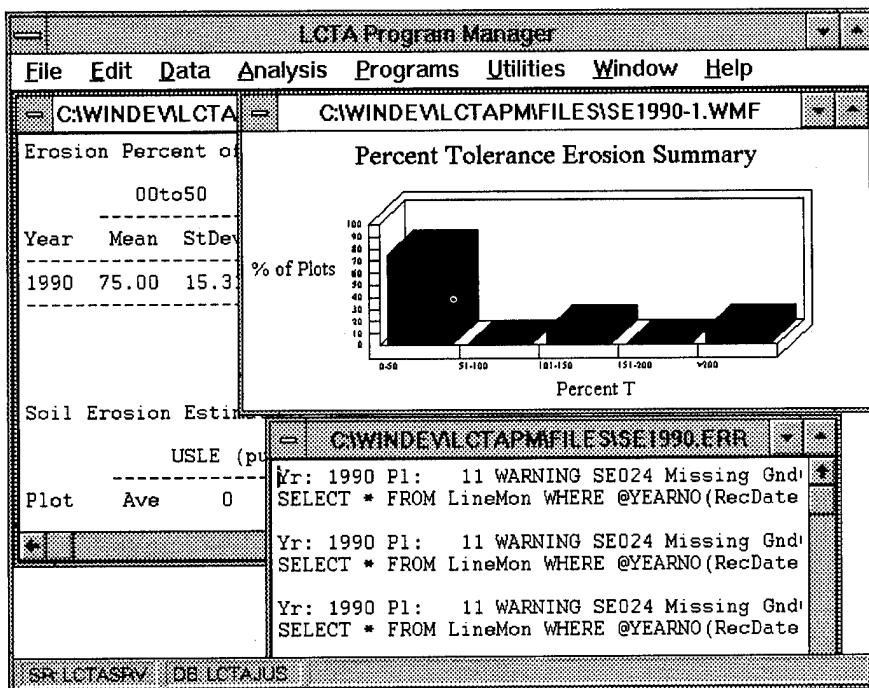 LCTA Program Manager
File Edit Data Analysis Programs Utilities Window Help
C:\WINDEV\LCTA
Erosion Percent of
00to50
Year Mean StDev
1990 75.00 15.31
Soil Erosion Estim
USLE (pu
Plot Ave 0
C:\WINDEV\LCTAPM\FILES\SE1990-1.WMF
Percent Tolerance Erosion Summary
% of Plots
100
90
80
70
60
50
40
30
20
10
0
0-50 51-100 101-150 151-200 >200
Percent T
C:\WINDEV\LCTAPM\FILES\SE1990.ERR
Yr: 1990 Pl: 11 WARNING SE024 Missing Gnd
SELECT * FROM LineMon WHERE @YEARNO(RecDate
Yr: 1990 Pl: 11 WARNING SE024 Missing Gnd
SELECT * FROM LineMon WHERE @YEARNO(RecDate
Yr: 1990 Pl: 11 WARNING SE024 Missing Gnd
SELECT * FROM LineMon WHERE @YEARNO(RecDate
SR: LCTASRV DB: LCTAJUS